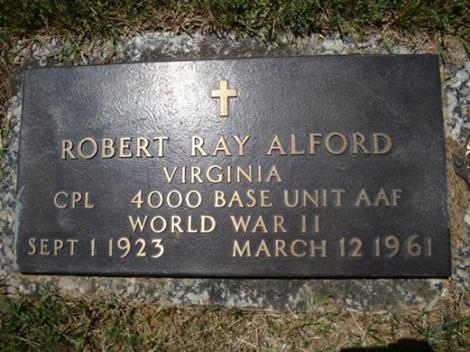 ROBERT RAY ALFORD
VIRGINIA
CPL 4000 BASE UNIT AAF
WORLD WAR II
SEPT 1 1923 MARCH 12 1961